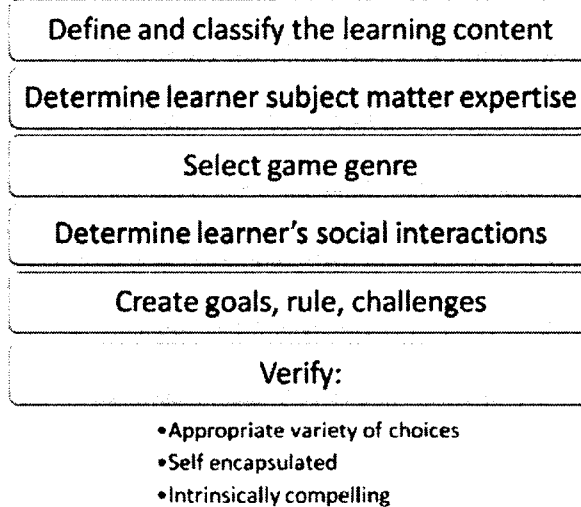 Define and classify the learning content
Determine learner subject matter expertise
Select game genre
Determine learner's social interactions
Create goals, rule, challenges
Verify:
•Appropriate variety of choices
•Self encapsulated
•Intrinsically compelling